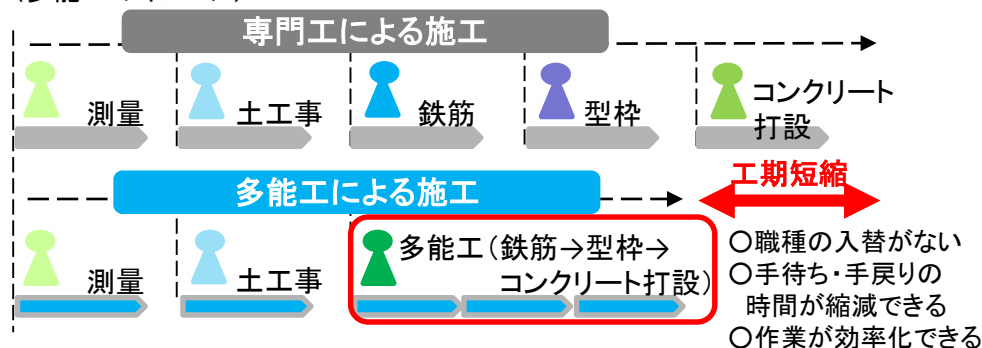 専門工による施工
測量
土工事
鉄筋
型枠
コンクリート
打設
多能工による施工
工期短縮
測量
土工事
多能工(鉄筋→型枠→
コンクリート打設)
○職種の入替がない
○手待ち・手戻りの
時間が縮減できる
○作業が効率化できる